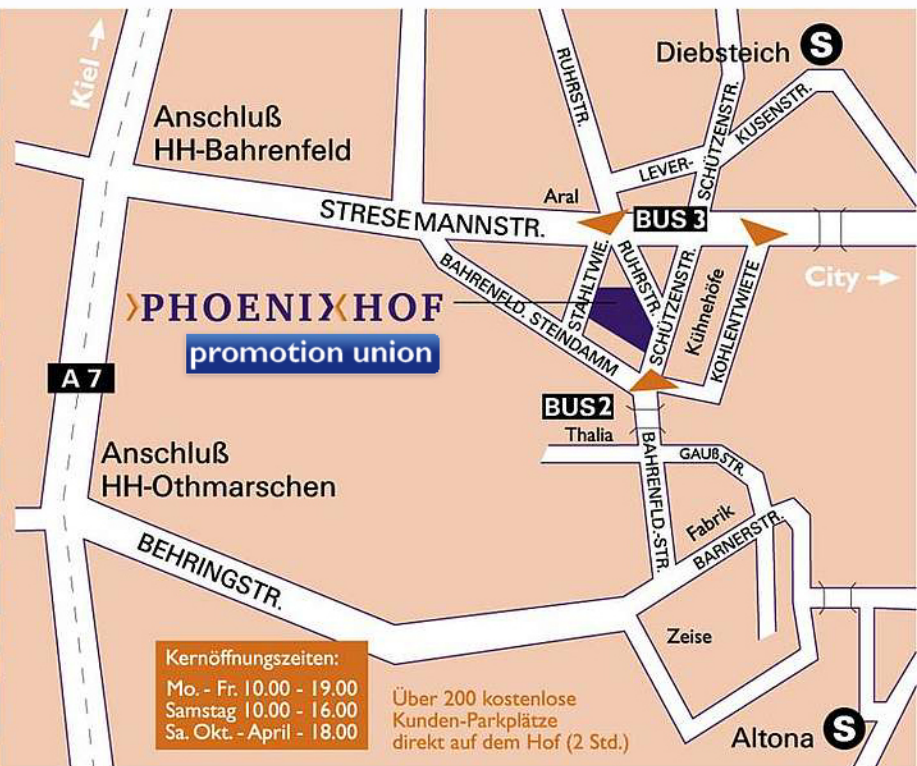 Kiel →
Anschluß
HH-Bahrenfeld
RUHRSTR.
Diebsteich S
SCHÜTZENSTR.
LEVER-
KUSENSTR.
Aral
STRESEMANNSTR.
BUS 3
City →
BAHRENFLD. STEINDAMM
STAHLTWIE.
RUHRSTR.
SCHÜTZENSTR.
Kühnehöfe
KOHLENTWIETE
PHOENIXHOF
promotion union
A 7
BUS2
Thalia
GAUßSTR.
Anschluß
HH-Othmarschen
BAHRENFLD.-STR.
Fabrik
BARNERSTR.
BEHRINGSTR.
Zeise
Kernöffnungszeiten:
Mo. - Fr. 10.00 - 19.00
Samstag 10.00 - 16.00
Sa. Okt. - April - 18.00
Über 200 kostenlose
Kunden-Parkplätze
direkt auf dem Hof (2 Std.)
Altona S